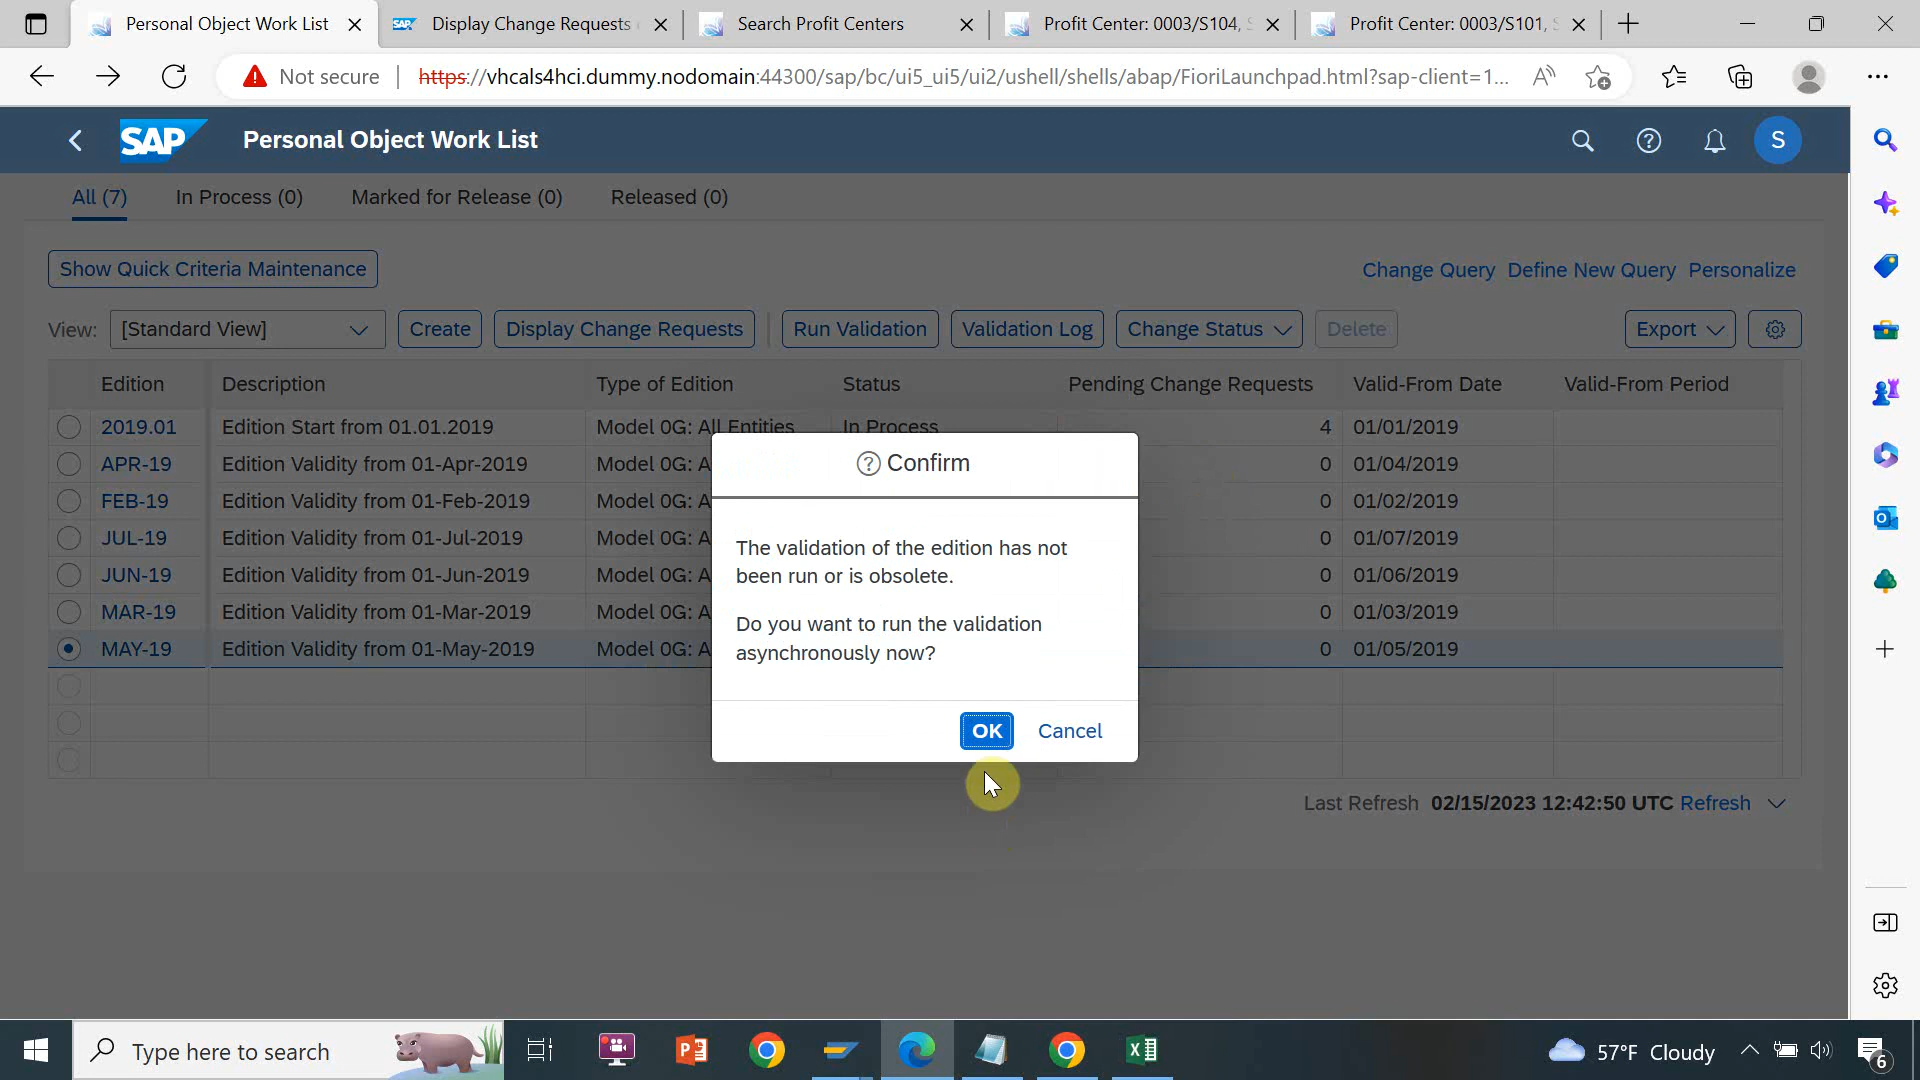 Personal Object Work List
Display Change Requests
Search Profit Centers
Profit Center: 0003/S104,
Profit Center: 0003/S101,
Not secure
https://vhcals4hci.dummy.nodomain:44300/sap/bc/ui5_ui5/ui2/ushell/shells/abap/FioriLaunchpad.html?sap-client=1...
SAP
Personal Object Work List
S
All (7)
In Process (0)
Marked for Release (0)
Released (0)
Show Quick Criteria Maintenance
Change Query
Define New Query
Personalize
View:
[Standard View]
Create
Display Change Requests
Run Validation
Validation Log
Change Status
Delete
Export
Edition Description Type of Edition Status Pending Change Requests Valid-From Date Valid-From Period
2019.01 Edition Start from 01.01.2019 Model 0G: All Entities In Process 4 01/01/2019
APR-19 Edition Validity from 01-Apr-2019 Model 0G: A 0 01/04/2019
FEB-19 Edition Validity from 01-Feb-2019 Model 0G: A 0 01/02/2019
JUL-19 Edition Validity from 01-Jul-2019 Model 0G: A 0 01/07/2019
JUN-19 Edition Validity from 01-Jun-2019 Model 0G: A 0 01/06/2019
MAR-19 Edition Validity from 01-Mar-2019 Model 0G: A 0 01/03/2019
MAY-19 Edition Validity from 01-May-2019 Model 0G: A 0 01/05/2019
Confirm
The validation of the edition has not
been run or is obsolete.
Do you want to run the validation
asynchronously now?
OK
Cancel
Last Refresh 02/15/2023 12:42:50 UTC Refresh
Type here to search
57°F Cloudy
6